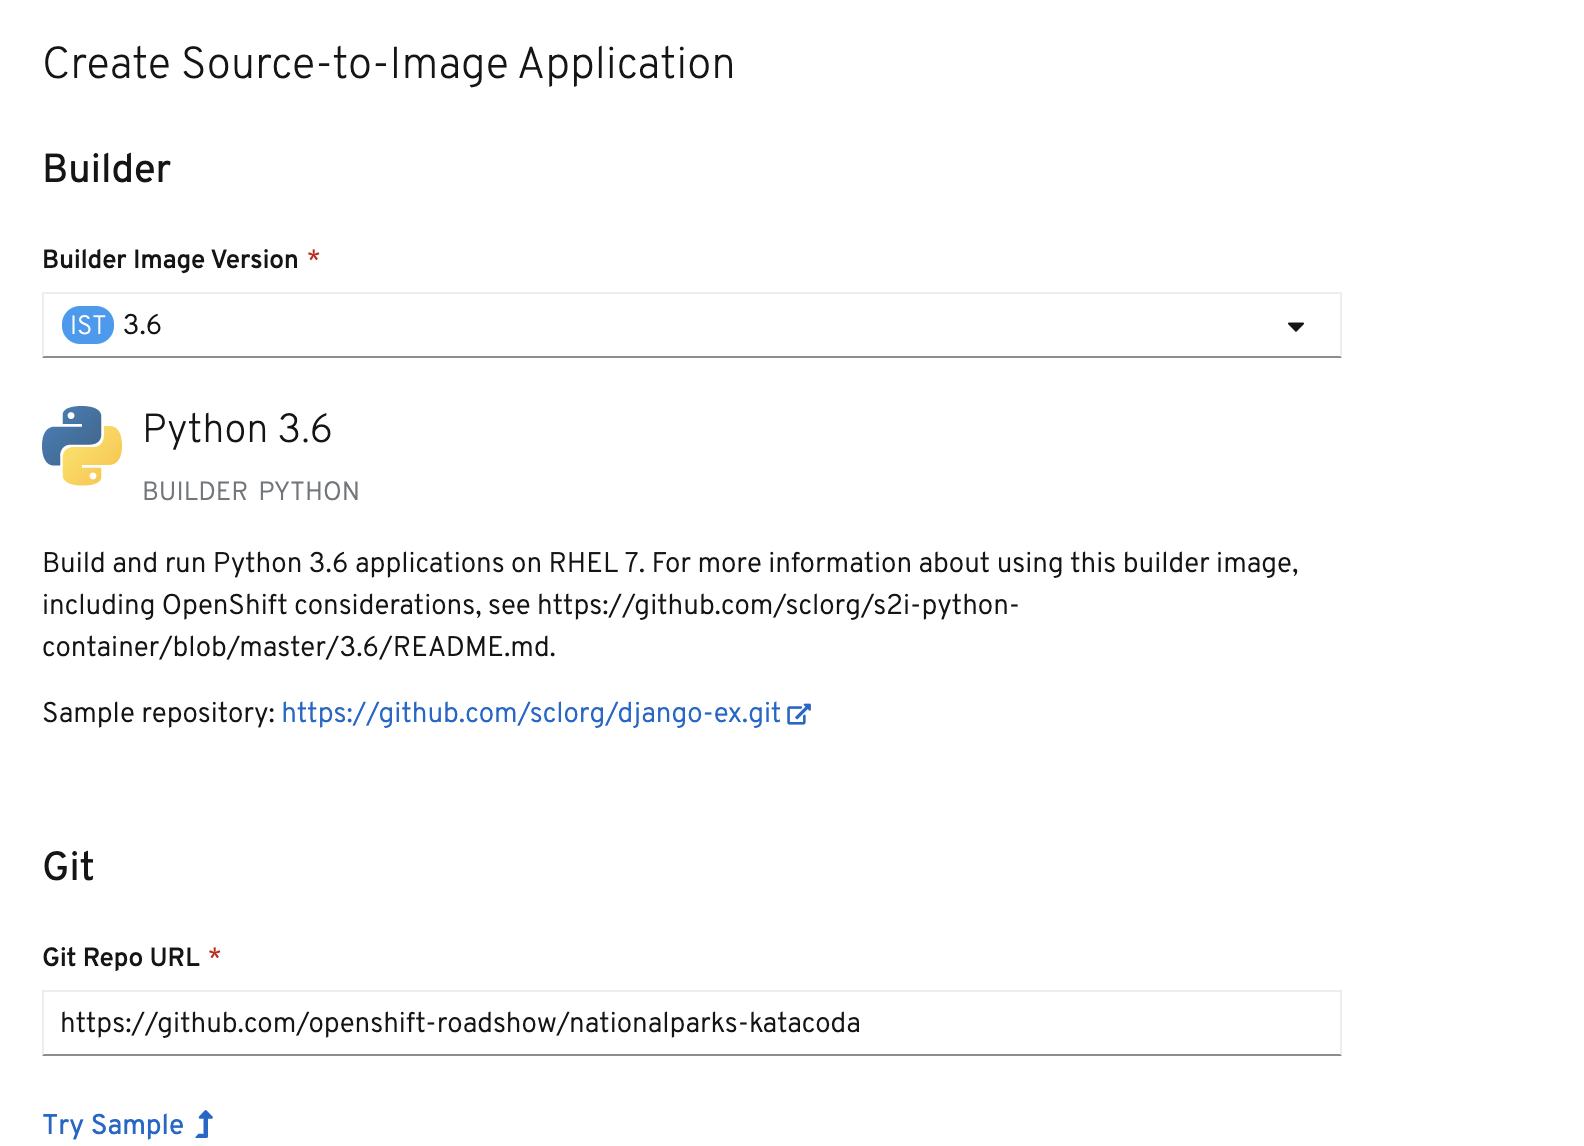 Create Source-to-Image Application
Builder
Builder Image Version *
IST 3.6
Python 3.6
BUILDER PYTHON
Build and run Python 3.6 applications on RHEL 7. For more information about using this builder image,
including OpenShift considerations, see https://github.com/sclorg/s2i-python-
container/blob/master/3.6/README.md.
Sample repository: https://github.com/sclorg/django-ex.git
Git
Git Repo URL *
https://github.com/openshift-roadshow/nationalparks-katacoda
Try Sample